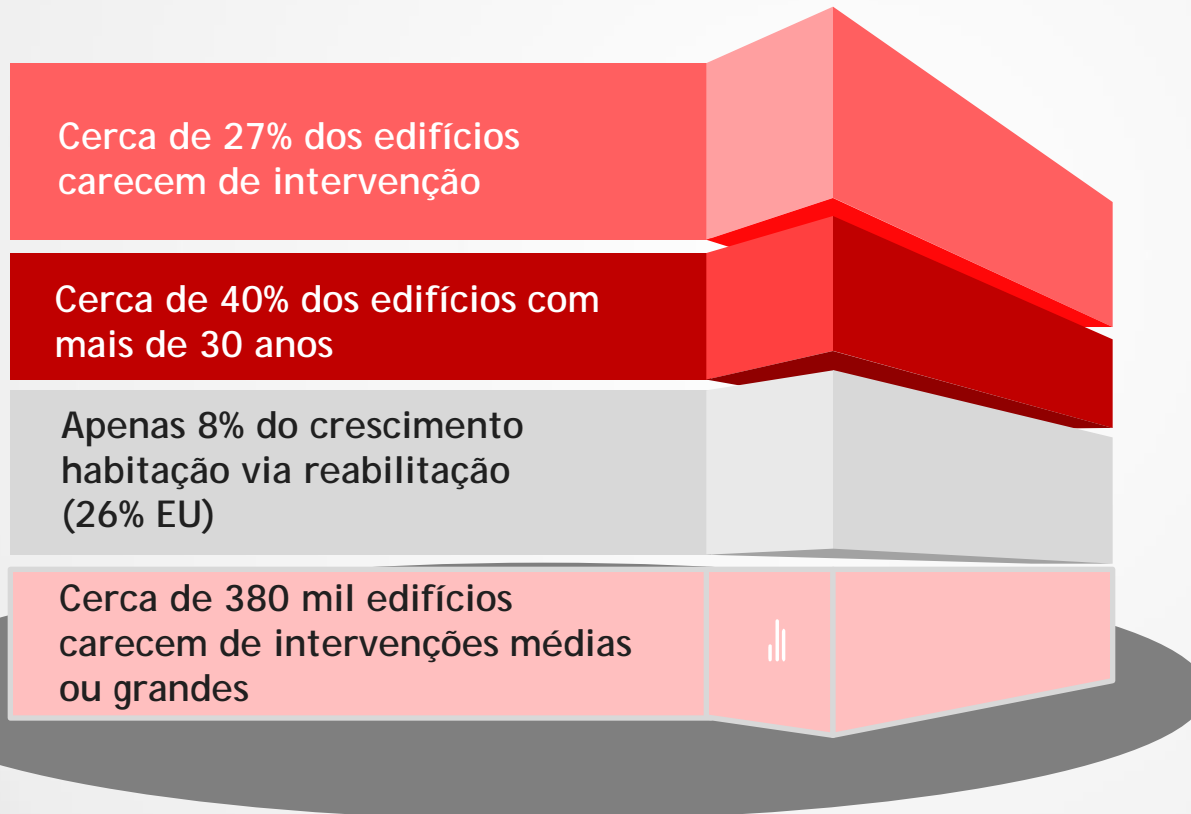 Cerca de 27% dos edifícios
carecem de intervenção
Cerca de 40% dos edifícios com
mais de 30 anos
Apenas 8% do crescimento
habitação via reabilitação
(26% EU)
Cerca de 380 mil edifícios
carecem de intervenções médias
ou grandes